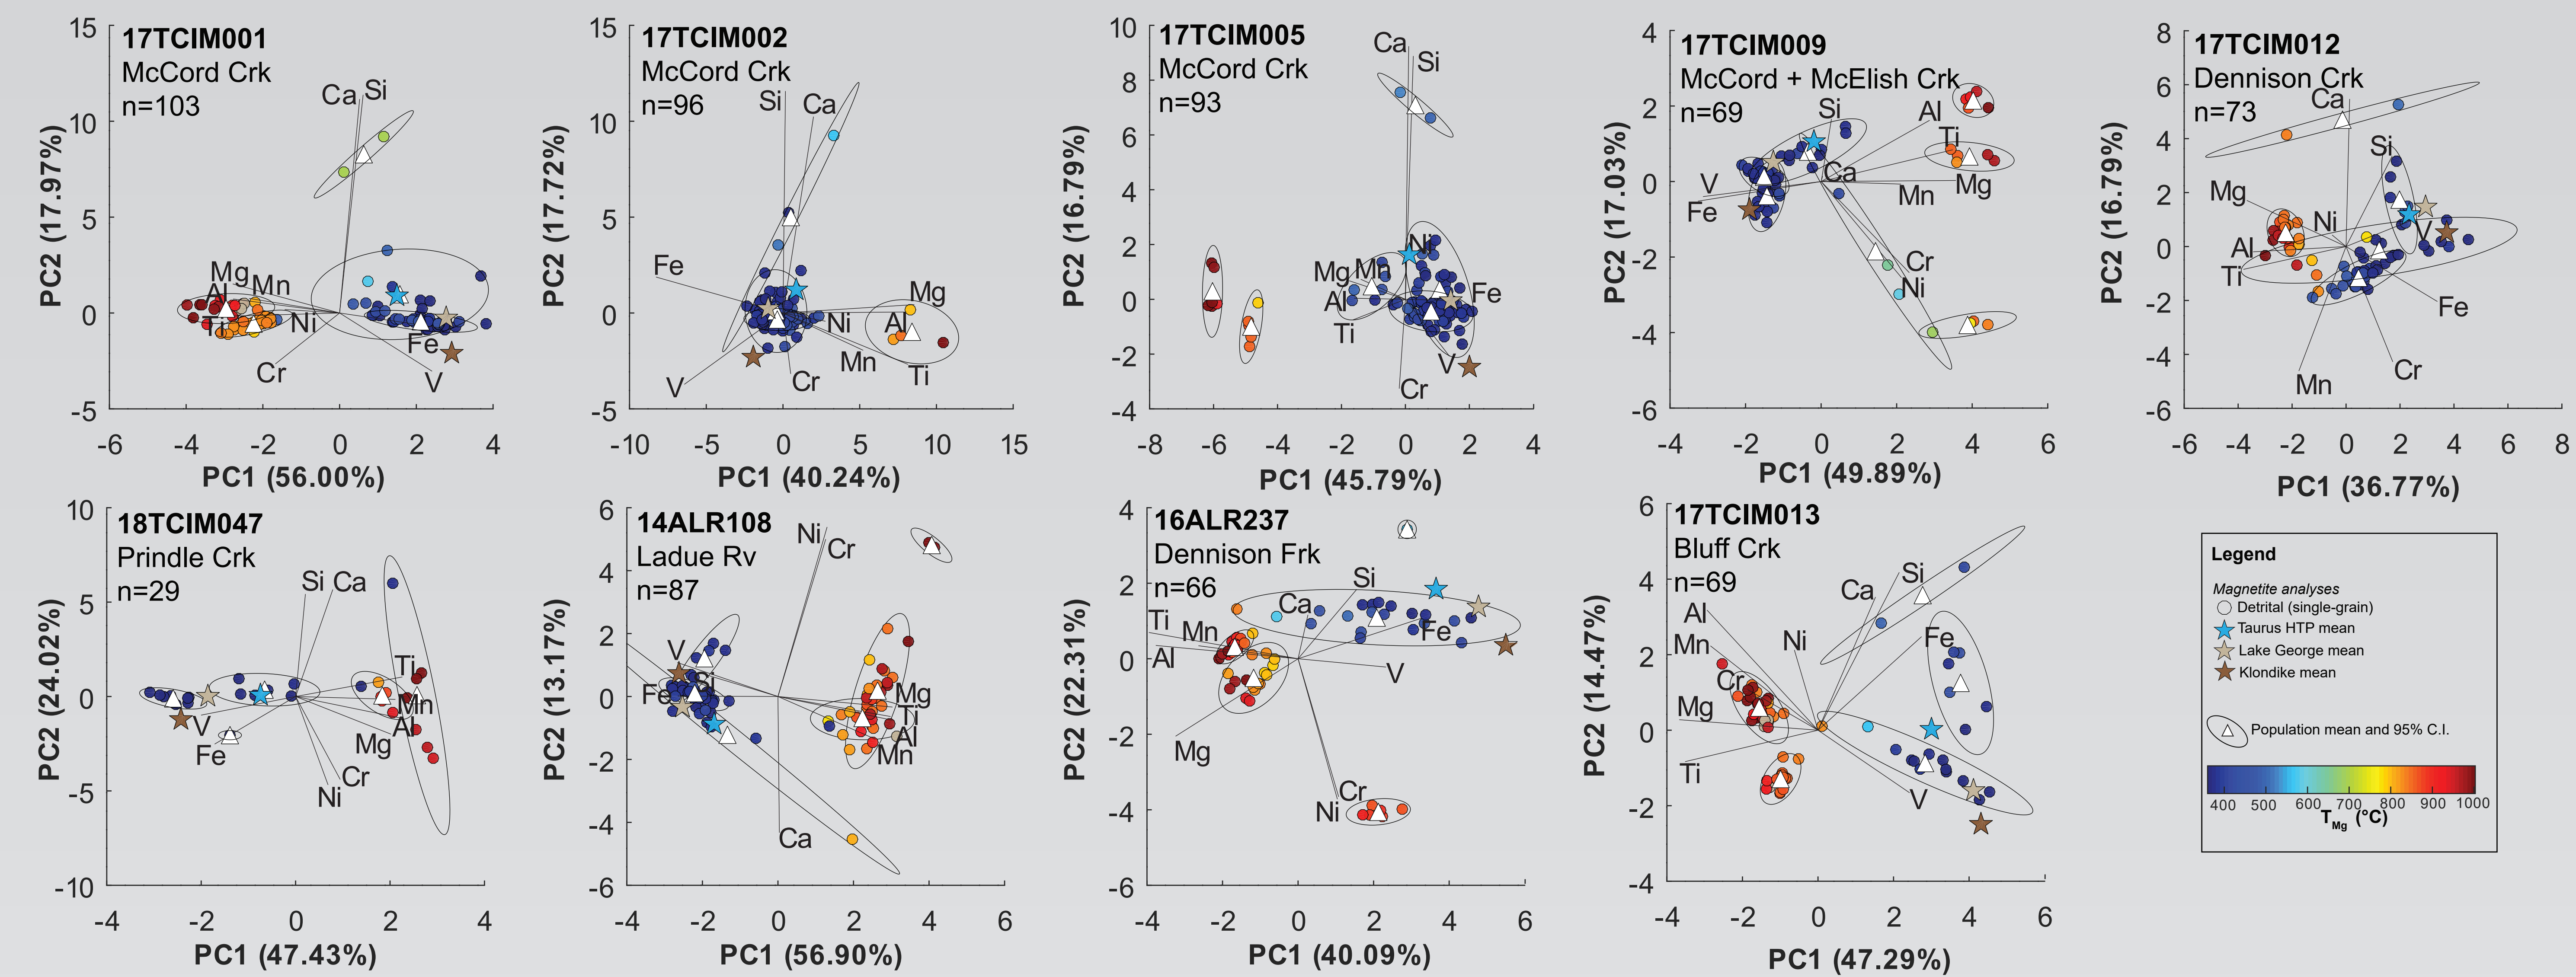 17TCIM001
McCord Crk
n=103
PC2 (17.97%)
15
10
5
0
-5
Ca Si
Mg Mn
Al
Ti Ni
Cr Fe
V
-6 -4 -2 0 2 4
PC1 (56.00%)
17TCIM002
McCord Crk
n=96
PC2 (17.72%)
15
10
5
0
-5
Si Ca
Fe
Mg
Ni Al
Mn
V Cr Ti
-10 -5 0 5 10 15
PC1 (40.24%)
17TCIM005
McCord Crk
n=93
PC2 (16.79%)
10
8
6
4
2
0
-2
-4
Ca
Si
Ni
Mg Mn
Al Fe
Ti
V
Cr
-8 -6 -4 -2 0 2 4
PC1 (45.79%)
17TCIM009
McCord + McElish Crk
n=69
PC2 (17.03%)
4
2
0
-2
-4
-6
Si Al
Ti
Ca
V Mn Mg
Fe
Cr
Ni
-4 -2 0 2 4 6
PC1 (49.89%)
17TCIM012
Dennison Crk
n=73
PC2 (16.79%)
8
6
4
2
0
-2
-4
-6
Ca
Si
Mg
Ni
V
Al
Ti
Fe
Mn Cr
-6 -4 -2 0 2 4 6 8
PC1 (36.77%)
18TCIM047
Prindle Crk
n=29
PC2 (24.02%)
10
5
0
-5
-10
Si Ca
Ti
Mn
V Al
Fe Mg
Cr
Ni
-4 -2 0 2 4
PC1 (47.43%)
14ALR108
Ladue Rv
n=87
PC2 (13.17%)
6
4
2
0
-2
-4
-6
Ni
Cr
V
Si
Fe Mg
Ti
Al
Mn
Ca
-4 -2 0 2 4 6
PC1 (56.90%)
16ALR237
Dennison Frk
n=66
PC2 (22.31%)
4
2
0
-2
-4
-6
Si
Ca
Ti
Mn Fe
Al
V
Mg
Cr
Ni
-4 -2 0 2 4 6
PC1 (40.09%)
17TCIM013
Bluff Crk
n=69
PC2 (14.47%)
6
4
2
0
-2
-4
Si
Ca
Al
Mn Ni Fe
Cr
Mg
Ti
V
-4 -2 0 2 4 6
PC1 (47.29%)
Legend
Magnetite analyses
Detrital (single-grain)
Taurus HTP mean
Lake George mean
Klondike mean
Population mean and 95% C.I.
400 500 600 700 800 900 1000
TMg (°C)